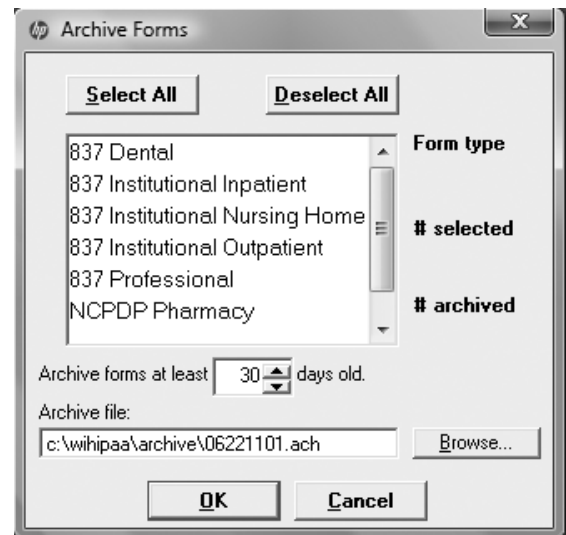 hp Archive Forms
Select All Deselect All
837 Dental
837 Institutional Inpatient
837 Institutional Nursing Home
837 Institutional Outpatient
837 Professional
NCPDP Pharmacy
Form type
# selected
# archived
Archive forms at least 30 days old.
Archive file:
c:\wihipaa\archive\06221101.ach Browse...
OK Cancel